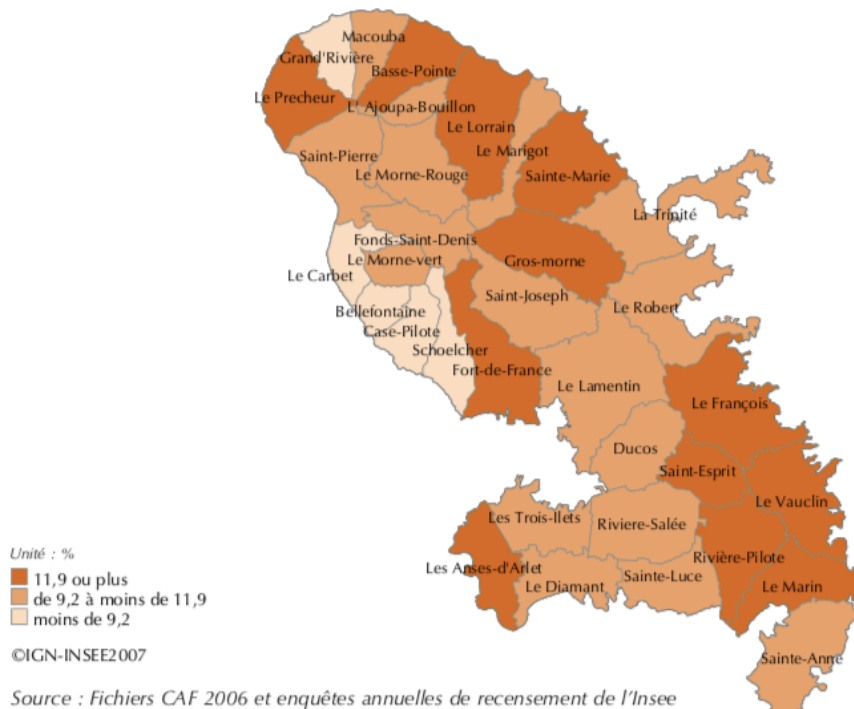 Macouba
Grand'Rivière
Basse-Pointe
Le Precheur
L' Ajoupa-Bouillon
Le Lorrain
Le Marigot
Saint-Pierre
Le Morne-Rouge
Sainte-Marie
La Trinité
Fonds-Saint-Denis
Le Morne-vert
Gros-morne
Le Carbet
Saint-Joseph
Le Robert
Bellefontaine
Case-Pilote
Schoelcher
Fort-de-France
Le Lamentin
Le François
Ducos
Saint-Esprit
Le Vauclin
Les Trois-Ilets
Riviere-Salée
Rivière-Pilote
Les Anses-d'Arlet
Le Diamant
Sainte-Luce
Le Marin
Sainte-Anne
Unité : %
11,9 ou plus
de 9,2 à moins de 11,9
moins de 9,2
©IGN-INSEE2007
Source : Fichiers CAF 2006 et enquêtes annuelles de recensement de l'Insee